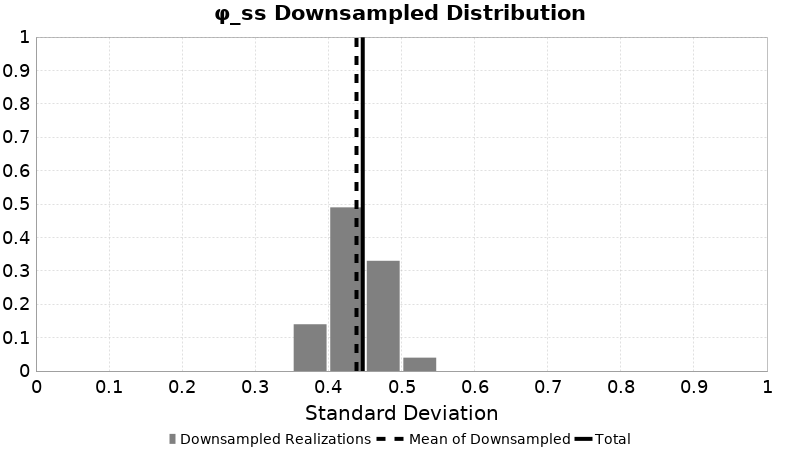 φ_ss Downsampled Distribution
1
0.9
0.8
0.7
0.6
0.5
0.4
0.3
0.2
0.1
0
0 0.1 0.2 0.3 0.4 0.5 0.6 0.7 0.8 0.9 1
Standard Deviation
Downsampled Realizations Mean of Downsampled Total